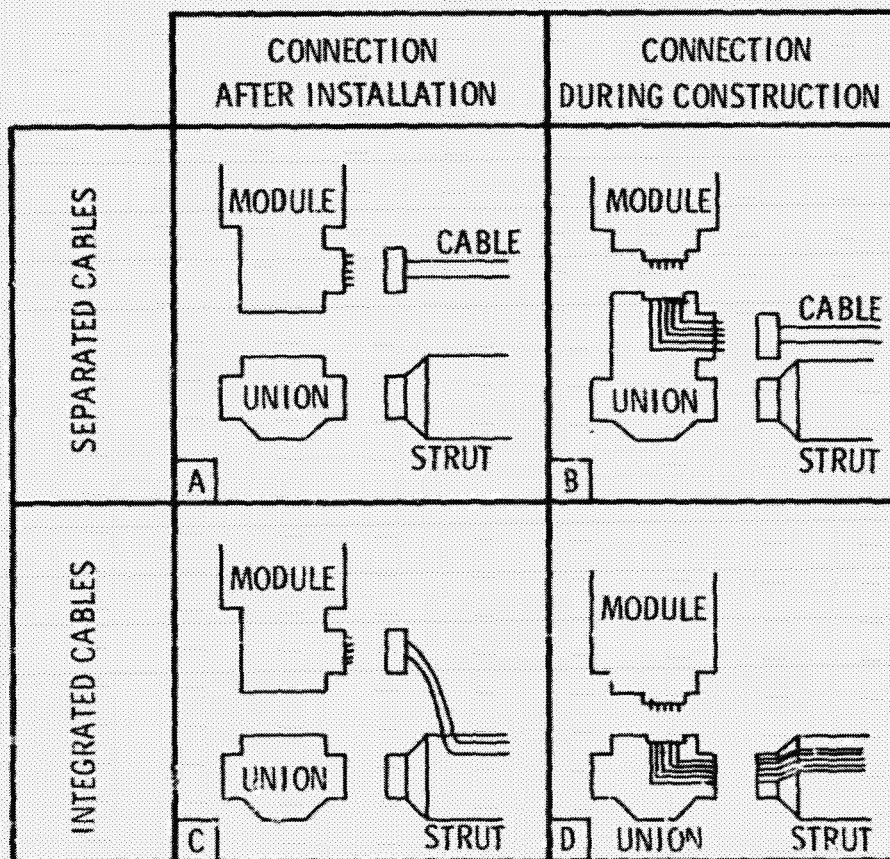 CONNECTION
AFTER INSTALLATION
CONNECTION
DURING CONSTRUCTION
SEPARATED CABLES
MODULE
CABLE
UNION
STRUT
A
MODULE
CABLE
UNION
STRUT
B
INTEGRATED CABLES
MODULE
UNION
STRUT
C
MODULE
UNION
STRUT
D